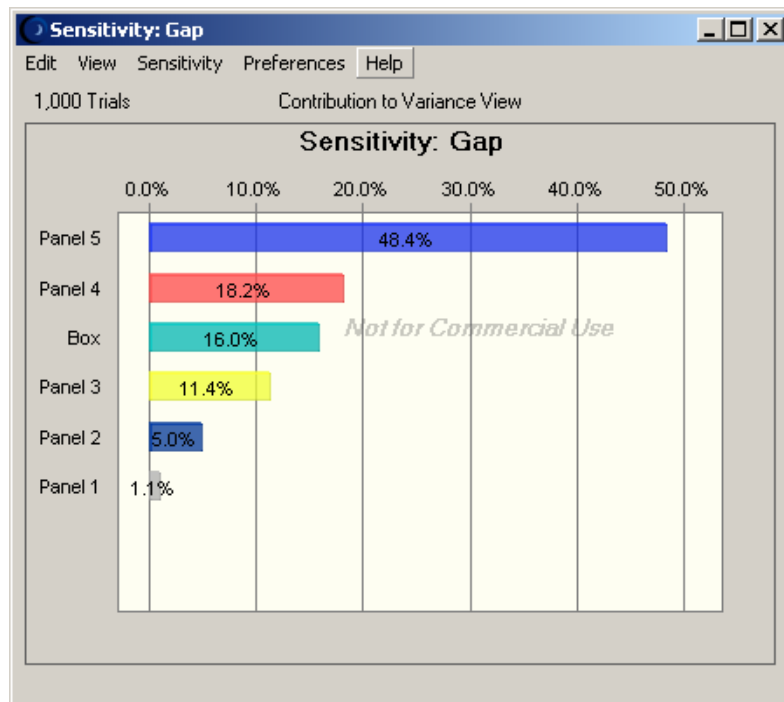 Sensitivity: Gap
Edit View Sensitivity Preferences Help
1,000 Trials Contribution to Variance View
Sensitivity: Gap
0.0% 10.0% 20.0% 30.0% 40.0% 50.0%
Panel 5 48.4%
Panel 4 18.2%
Not for Commercial Use
Box 16.0%
Panel 3 11.4%
Panel 2 5.0%
Panel 1 1.1%